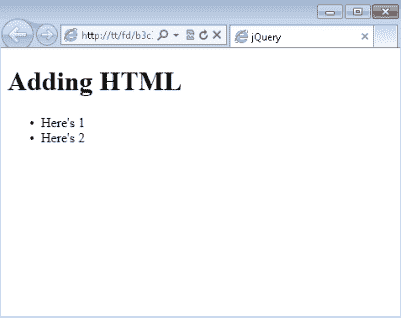 http://tt/fd/b3c
jQuery
Adding HTML
• Here's 1
• Here's 2